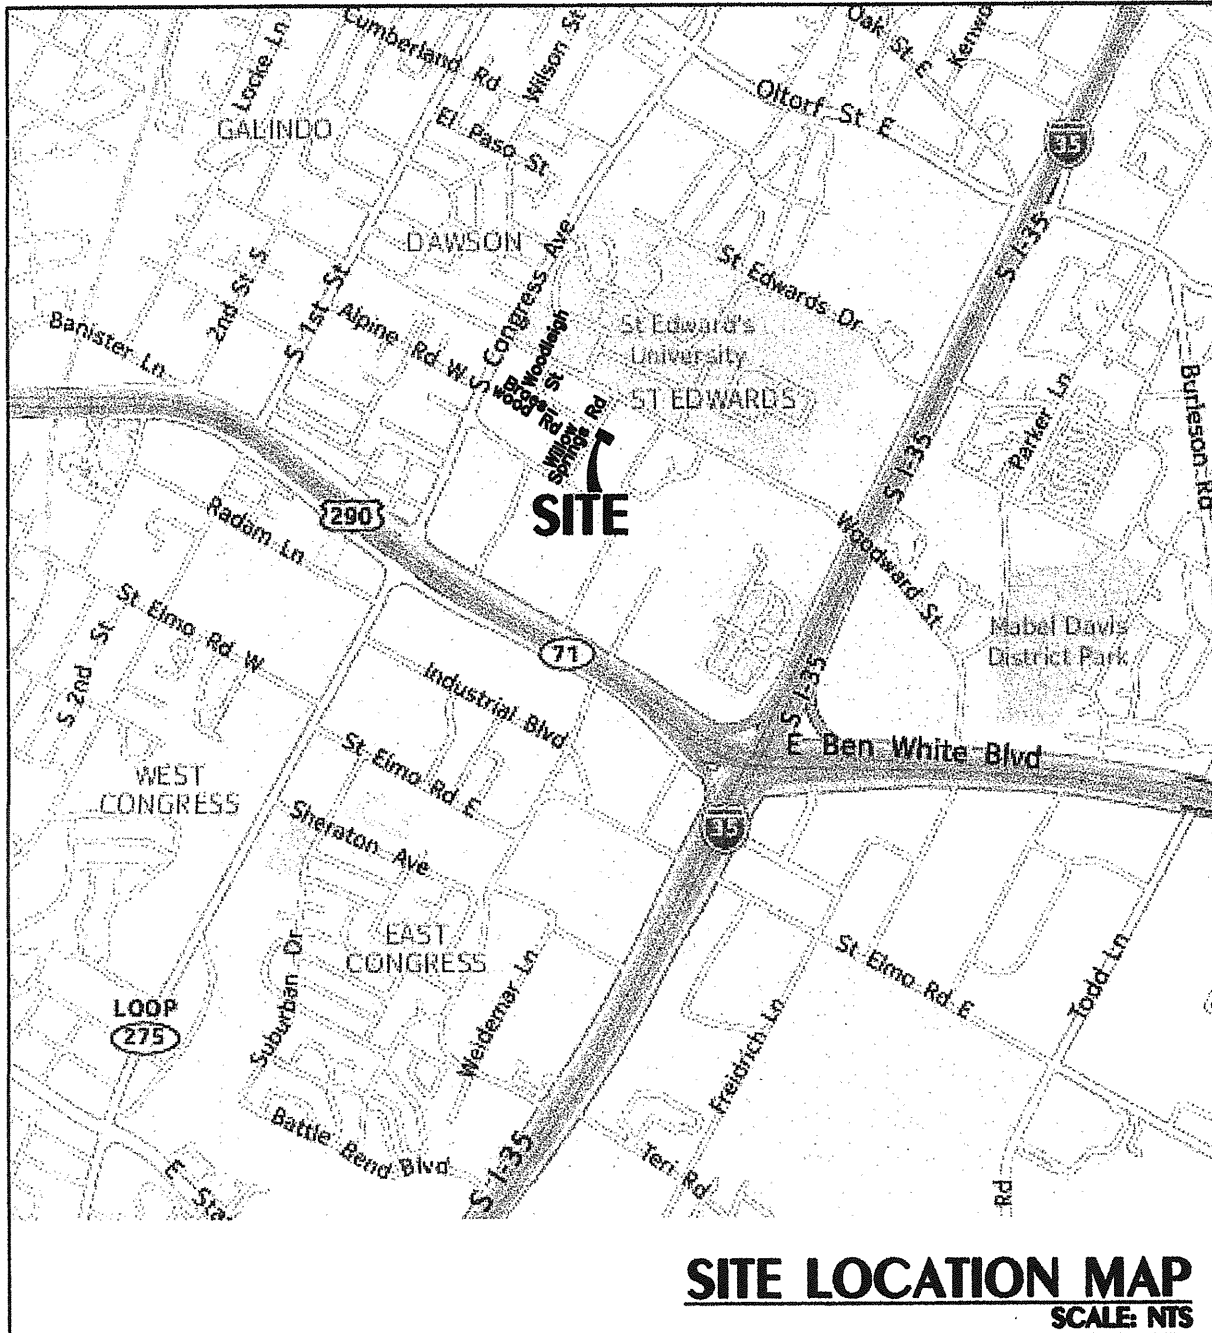 Locke Ln
Cumberland Rd
Wilson St
Oak St E
Kenwo
GALINDO
El Paso St
Oltorf St E
35
DAWSON
S I-35
2nd St S
S 1st St
S Congress Ave
St Edwards Dr
Banister Ln
Alpine Rd W
Woodleigh
St
St Edward's
University
ST EDWARDS
Willow
Springs Rd
SITE
Parker Ln
Burleson Rd
S I-35
290
Radam Ln
Woodward St
St Elmo Rd W
S 2nd St
Mabel Davis
District Park
71
Industrial Blvd
S I-35
E Ben White Blvd
St Elmo Rd E
WEST
CONGRESS
Sheraton Ave
35
EAST
CONGRESS
St Elmo Rd E
Todd Ln
Suburban Dr
Weidemar Ln
Freidrich Ln
LOOP
275
Battle Bend Blvd
S I-35
Teri Rd
Rd
E Sta
SITE LOCATION MAP
SCALE: NTS